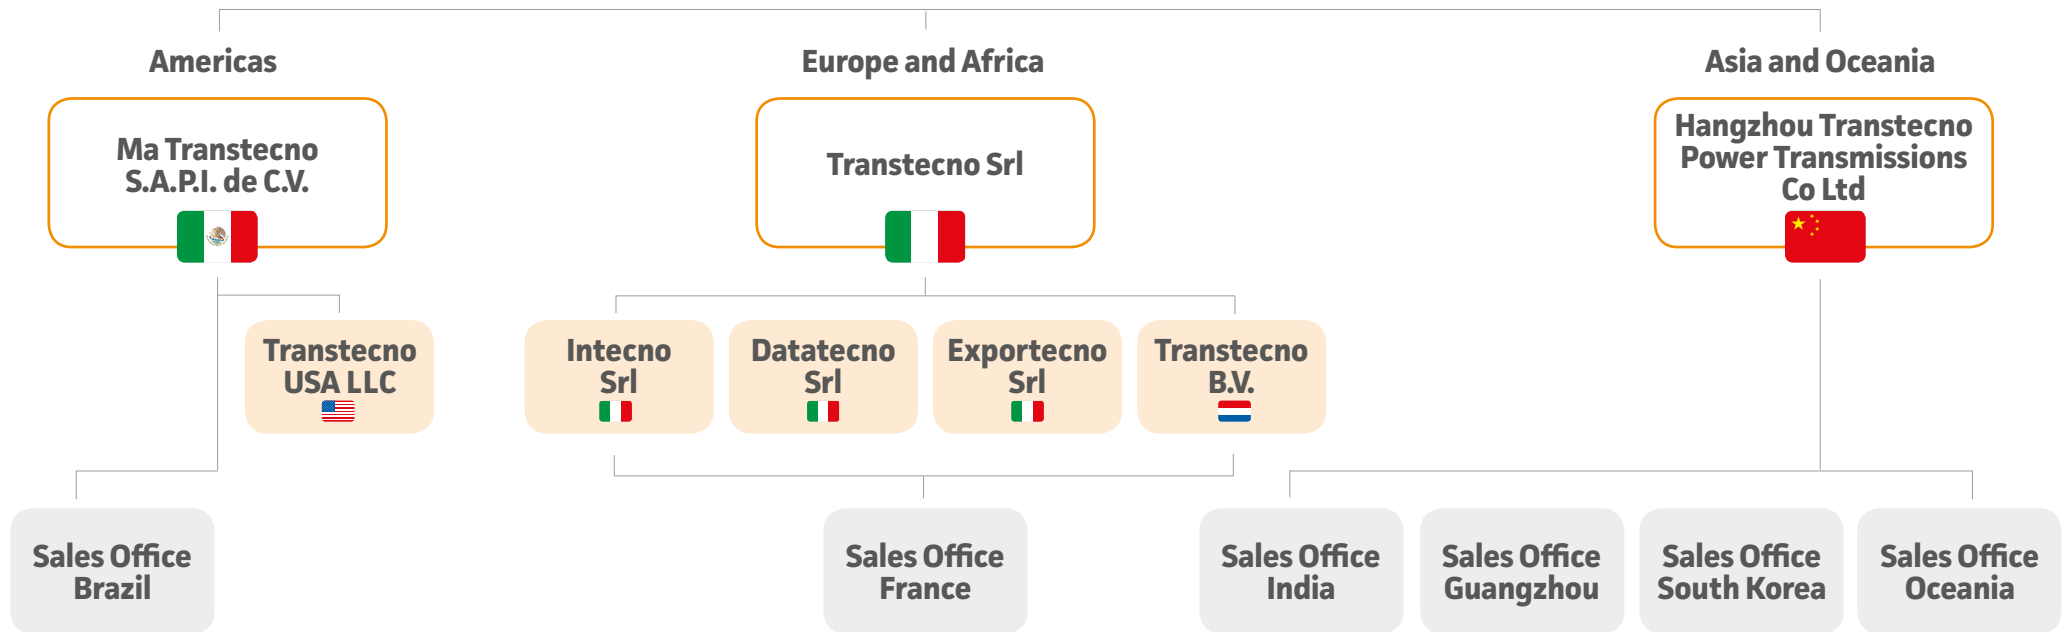 Americas
Europe and Africa
Asia and Oceania
Ma Transtecno
S.A.P.I. de C.V.
Transtecno Srl
Hangzhou Transtecno
Power Transmissions
Co Ltd
Transtecno
USA LLC
Intecno
Srl
Datatecno
Srl
Exportecno
Srl
Transtecno
B.V.
Sales Office
Brazil
Sales Office
France
Sales Office
India
Sales Office
Guangzhou
Sales Office
South Korea
Sales Office
Oceania